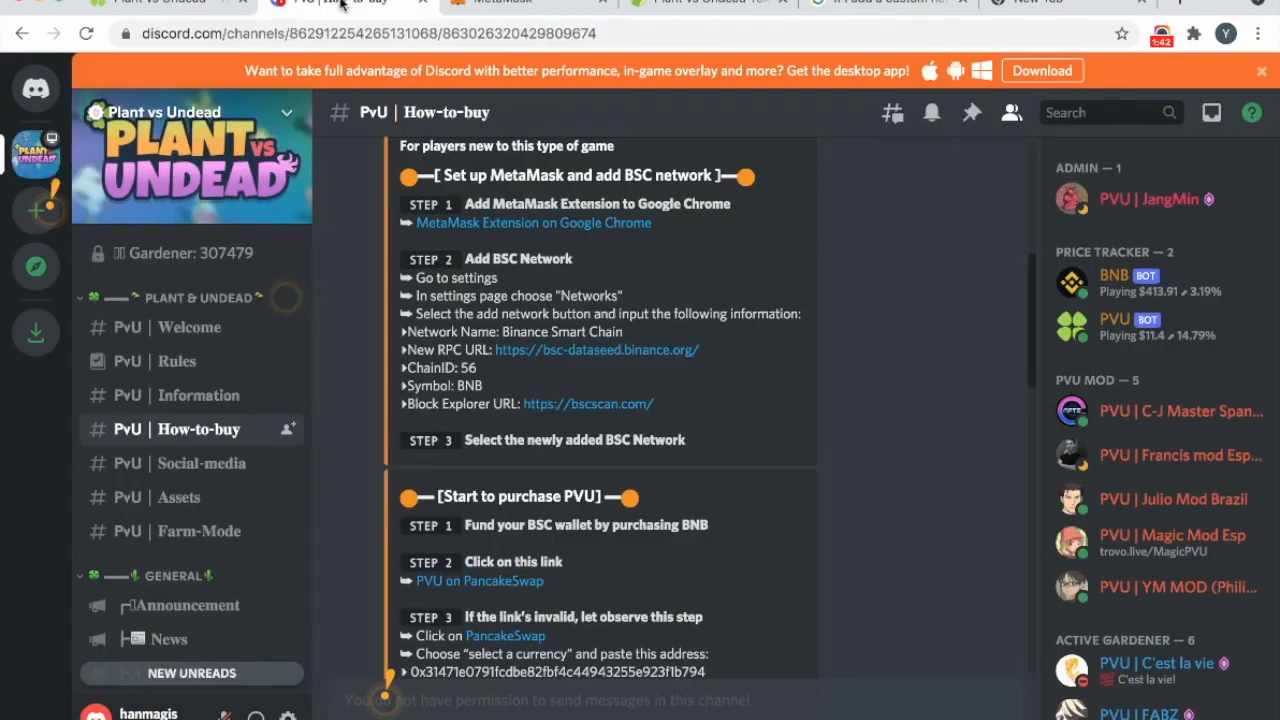 PvU | How-to-buy
MetaMask
discord.com/channels/862912254265131068/863026320429809674
1:42
Y
Want to take full advantage of Discord with better performance, in-game overlay and more? Get the desktop app!
Download
Plant vs Undead
PLANT VS UNDEAD
Gardener: 307479
PLANT & UNDEAD
PvU | Welcome
PvU | Rules
PvU | Information
PvU | How-to-buy
PvU | Social-media
PvU | Assets
PvU | Farm-Mode
GENERAL
Announcement
News
NEW UNREADS
hanmagis
PvU | How-to-buy
Search
For players new to this type of game
[ Set up MetaMask and add BSC network ]
STEP 1 Add MetaMask Extension to Google Chrome
MetaMask Extension on Google Chrome
STEP 2 Add BSC Network
Go to settings
In settings page choose "Networks"
Select the add network button and input the following information:
Network Name: Binance Smart Chain
New RPC URL: https://bsc-dataseed.binance.org/
ChainID: 56
Symbol: BNB
Block Explorer URL: https://bscscan.com/
STEP 3 Select the newly added BSC Network
[Start to purchase PVU]
STEP 1 Fund your BSC wallet by purchasing BNB
STEP 2 Click on this link
PVU on PancakeSwap
STEP 3 If the link's invalid, let observe this step
Click on PancakeSwap
Choose “select a currency” and paste this address:
0x31471e0791fcdbe82fbf4c44943255e923f1b794
You do not have permission to send messages in this channel.
ADMIN — 1
PVU | JangMin
PRICE TRACKER — 2
BNB BOT
Playing $413.91 ⬈ 3.19%
PVU BOT
Playing $11.4 ⬈ 14.79%
PVU MOD — 5
PVU | C-J Master Span...
PVU | Francis mod Esp...
PVU | Julio Mod Brazil
PVU | Magic Mod Esp
trovo.live/MagicPVU
PVU | YM MOD (Phili...
ACTIVE GARDENER — 6
PVU | C'est la vie
💯 C'est la vie!
PVU | FABZ